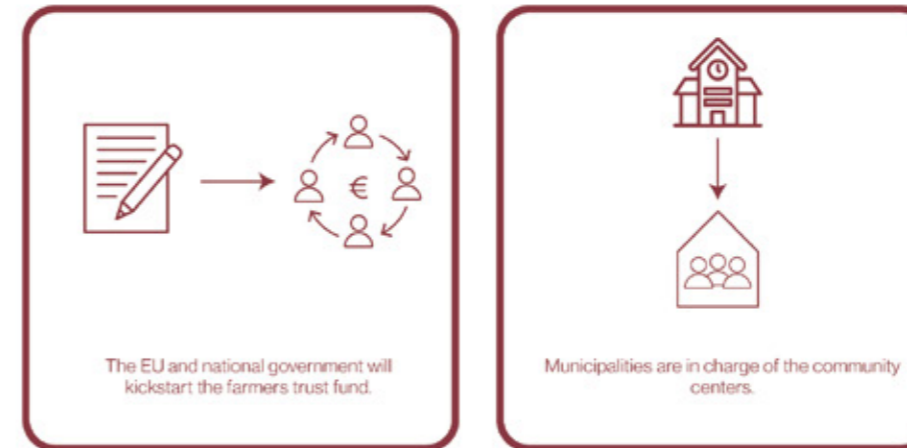 The EU and national government will
kickstart the farmers trust fund.
Municipalities are in charge of the community
centers.